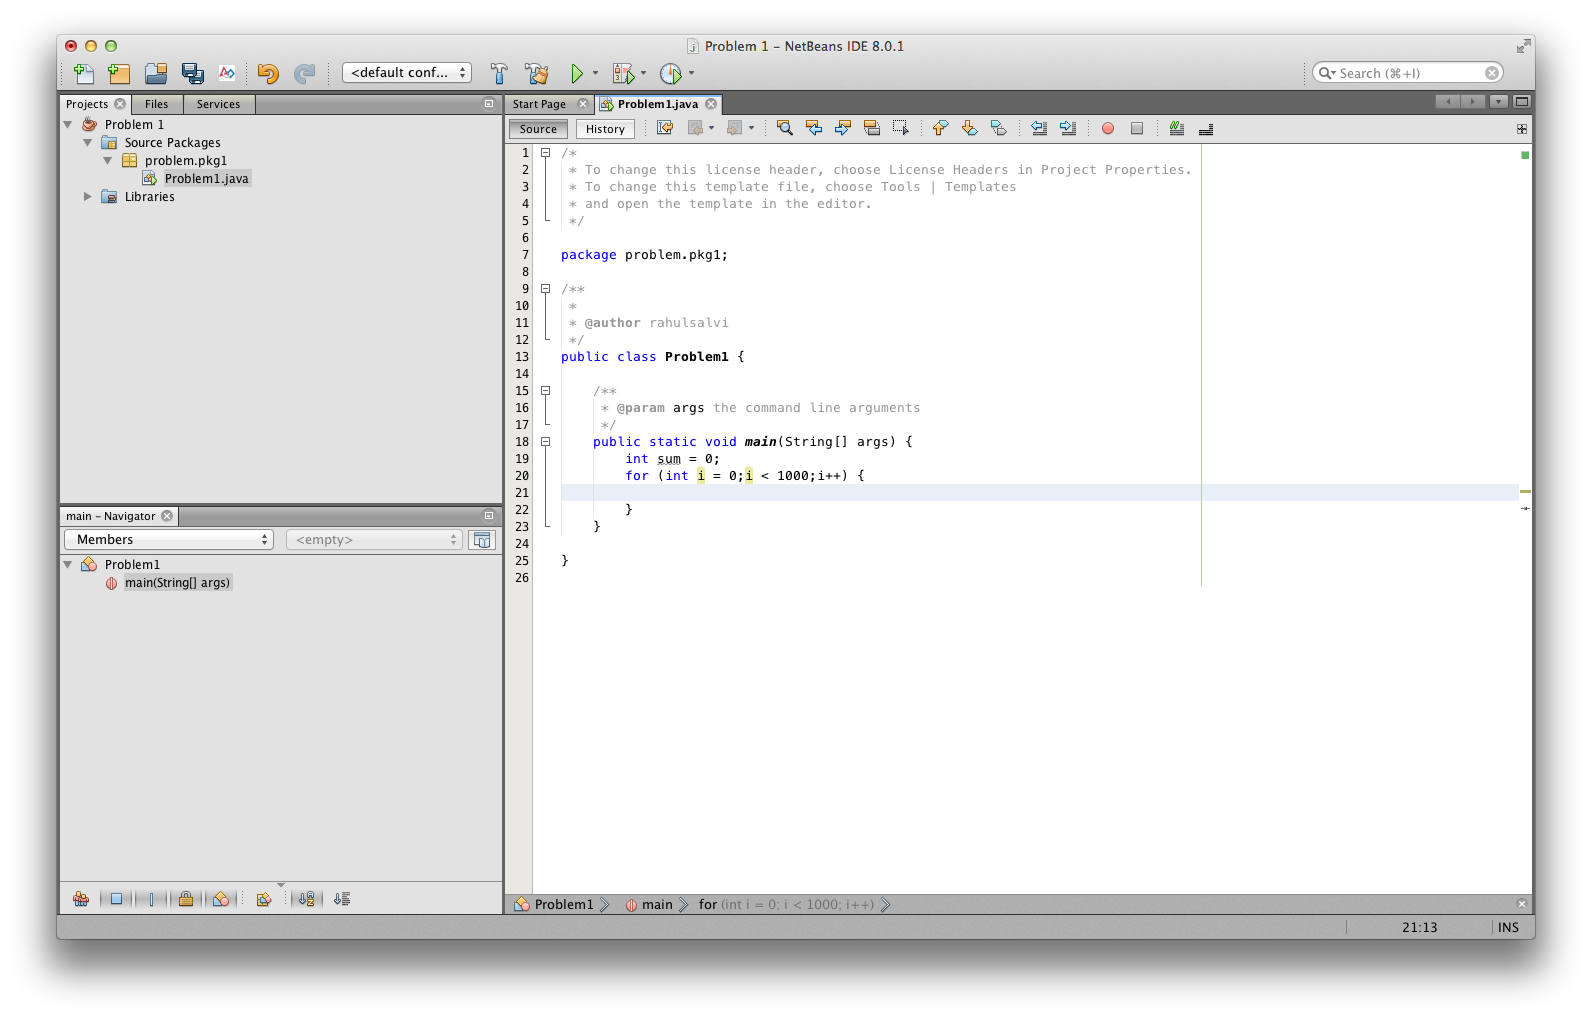 Problem 1 – NetBeans IDE 8.0.1
<default conf...
Search (⌘+I)
Projects
Files
Services
Problem 1
Source Packages
problem.pkg1
Problem1.java
Libraries
main – Navigator
Members
<empty>
Problem1
main(String[] args)
Start Page
Problem1.java
Source
History
1 /*
2 * To change this license header, choose License Headers in Project Properties.
3 * To change this template file, choose Tools | Templates
4 * and open the template in the editor.
5 */
6
7 package problem.pkg1;
8
9 /**
10 *
11 * @author rahulsalvi
12 */
13 public class Problem1 {
14
15 /**
16 * @param args the command line arguments
17 */
18 public static void main(String[] args) {
19 int sum = 0;
20 for (int i = 0;i < 1000;i++) {
21
22 }
23 }
24
25 }
26
Problem1 main for (int i = 0; i < 1000; i++)
21:13 INS